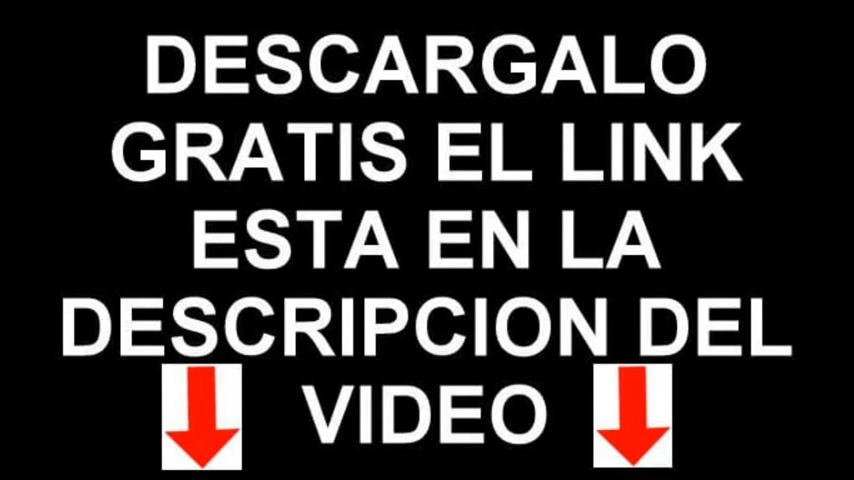 DESCARGALO
GRATIS EL LINK
ESTA EN LA
DESCRIPCION DEL
VIDEO